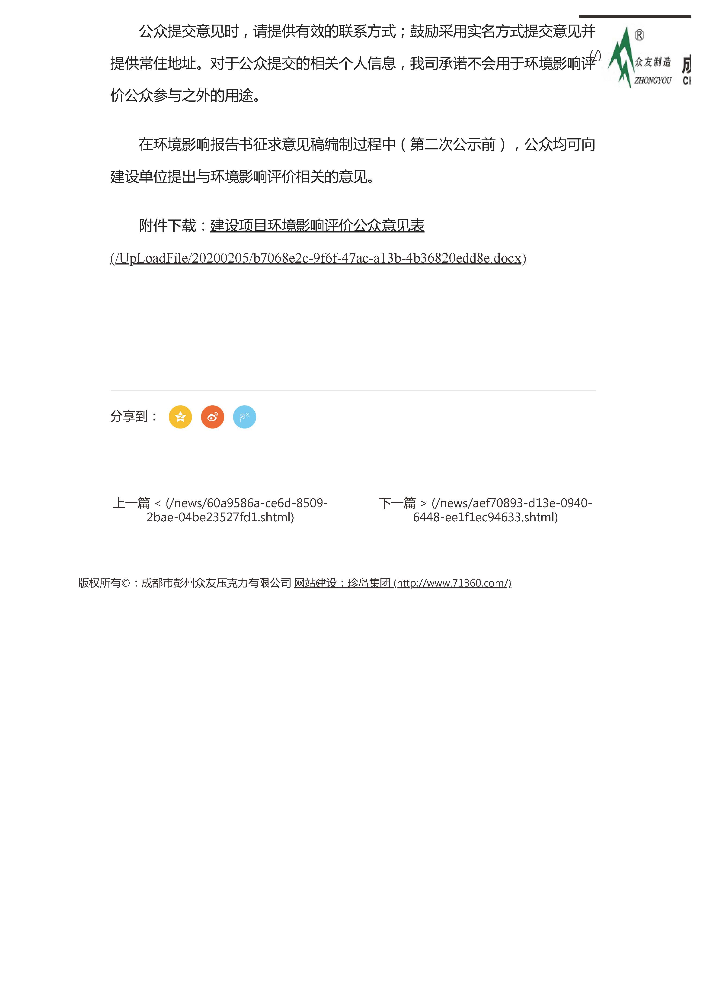 公众提交意见时，请提供有效的联系方式；鼓励采用实名方式提交意见并
提供常住地址。对于公众提交的相关个人信息，我司承诺不会用于环境影响评
价公众参与之外的用途。
(/)
®
众友制造
ZHONGYOU
成
CH
在环境影响报告书征求意见稿编制过程中（第二次公示前），公众均可向
建设单位提出与环境影响评价相关的意见。
附件下载：建设项目环境影响评价公众意见表
(/UpLoadFile/20200205/b7068e2c-9f6f-47ac-a13b-4b36820edd8e.docx)
分享到：
上一篇 < (/news/60a9586a-ce6d-8509-
2bae-04be23527fd1.shtml)
下一篇 > (/news/aef70893-d13e-0940-
6448-ee1f1ec94633.shtml)
版权所有©：成都市彭州众友压克力有限公司 网站建设：珍岛集团 (http://www.71360.com/)